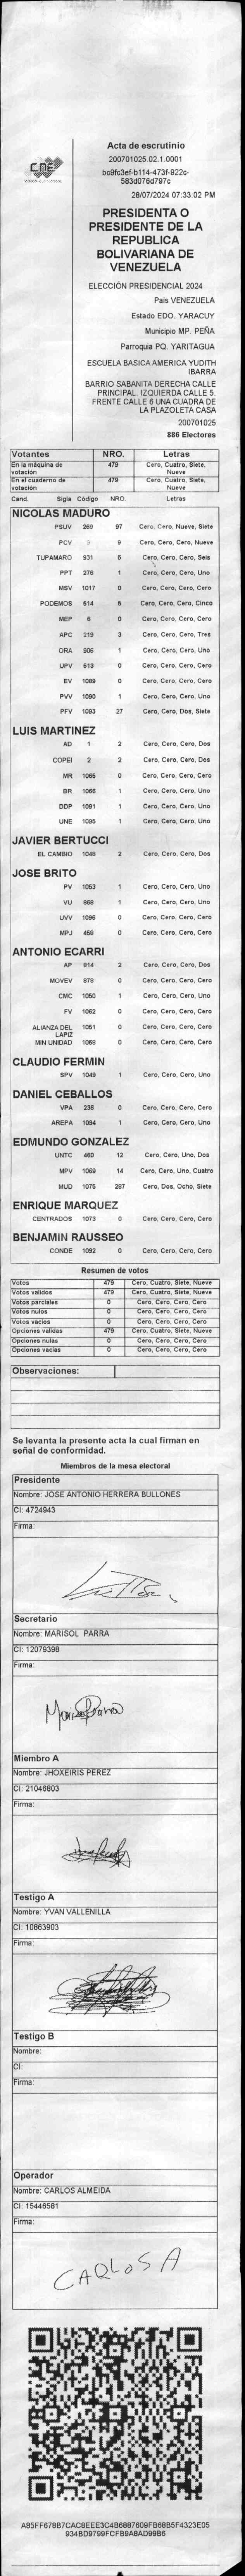 CNE
Acta de escrutinio
200701025.02.1.0001
bc9fc3ef-b114-473f-922c-
583d076d797c
28/07/2024 07:33:02 PM
PRESIDENTA O
PRESIDENTE DE LA
REPUBLICA
BOLIVARIANA DE
VENEZUELA
ELECCIÓN PRESIDENCIAL 2024
País VENEZUELA
Estado EDO. YARACUY
Municipio MP. PEÑA
Parroquia PQ. YARITAGUA
ESCUELA BASICA AMERICA YUDITH
IBARRA
BARRIO SABANITA DERECHA CALLE
PRINCIPAL. IZQUIERDA CALLE 5.
FRENTE CALLE 6 UNA CUADRA DE
LA PLAZOLETA CASA
200701025
886 Electores
Votantes NRO. Letras
En la máquina de votación 479 Cero, Cuatro, Siete, Nueve
En el cuaderno de votación 479 Cero, Cuatro, Siete, Nueve
Cand. Sigla Código NRO. Letras
NICOLAS MADURO
PSUV 269 97 Cero, Cero, Nueve, Siete
PCV 9 9 Cero, Cero, Cero, Nueve
TUPAMARO 931 6 Cero, Cero, Cero, Seis
PPT 276 1 Cero, Cero, Cero, Uno
MSV 1017 0 Cero, Cero, Cero, Cero
PODEMOS 514 5 Cero, Cero, Cero, Cinco
MEP 6 0 Cero, Cero, Cero, Cero
APC 219 3 Cero, Cero, Cero, Tres
ORA 906 1 Cero, Cero, Cero, Uno
UPV 513 0 Cero, Cero, Cero, Cero
EV 1089 0 Cero, Cero, Cero, Cero
PVV 1090 1 Cero, Cero, Cero, Uno
PFV 1093 27 Cero, Cero, Dos, Siete
LUIS MARTINEZ
AD 1 2 Cero, Cero, Cero, Dos
COPEI 2 2 Cero, Cero, Cero, Dos
MR 1065 0 Cero, Cero, Cero, Cero
BR 1066 1 Cero, Cero, Cero, Uno
DDP 1091 1 Cero, Cero, Cero, Uno
UNE 1095 1 Cero, Cero, Cero, Uno
JAVIER BERTUCCI
EL CAMBIO 1048 2 Cero, Cero, Cero, Dos
JOSE BRITO
PV 1053 1 Cero, Cero, Cero, Uno
VU 868 1 Cero, Cero, Cero, Uno
UVV 1096 0 Cero, Cero, Cero, Cero
MPJ 459 0 Cero, Cero, Cero, Cero
ANTONIO ECARRI
AP 814 2 Cero, Cero, Cero, Dos
MOVEV 878 0 Cero, Cero, Cero, Cero
CMC 1050 1 Cero, Cero, Cero, Uno
FV 1062 0 Cero, Cero, Cero, Cero
ALIANZA DEL LAPIZ 1051 0 Cero, Cero, Cero, Cero
MIN UNIDAD 1068 0 Cero, Cero, Cero, Cero
CLAUDIO FERMIN
SPV 1049 1 Cero, Cero, Cero, Uno
DANIEL CEBALLOS
VPA 236 0 Cero, Cero, Cero, Cero
AREPA 1084 1 Cero, Cero, Cero, Uno
EDMUNDO GONZALEZ
UNTC 460 12 Cero, Cero, Uno, Dos
MPV 1069 14 Cero, Cero, Uno, Cuatro
MUD 1075 287 Cero, Dos, Ocho, Siete
ENRIQUE MARQUEZ
CENTRADOS 1073 0 Cero, Cero, Cero, Cero
BENJAMIN RAUSSEO
CONDE 1092 0 Cero, Cero, Cero, Cero
Resumen de votos
Votos 479 Cero, Cuatro, Siete, Nueve
Votos validos 479 Cero, Cuatro, Siete, Nueve
Votos parciales 0 Cero, Cero, Cero, Cero
Votos nulos 0 Cero, Cero, Cero, Cero
Votos vacíos 0 Cero, Cero, Cero, Cero
Opciones validas 479 Cero, Cuatro, Siete, Nueve
Opciones nulas 0 Cero, Cero, Cero, Cero
Opciones vacías 0 Cero, Cero, Cero, Cero
Observaciones:
Se levanta la presente acta la cual firman en
señal de conformidad.
Miembros de la mesa electoral
Presidente
Nombre: JOSE ANTONIO HERRERA BULLONES
CI: 4724943
Firma:
Secretario
Nombre: MARISOL PARRA
CI: 12079398
Firma:
Marisol Parra
Miembro A
Nombre: JHOXEIRIS PEREZ
CI: 21046803
Firma:
Testigo A
Nombre: YVAN VALLENILLA
CI: 10863903
Firma:
Testigo B
Nombre:
CI:
Firma:
Operador
Nombre: CARLOS ALMEIDA
CI: 15446581
Firma:
CARLOS A
A85FF678B7CAC8EEE3C4B6887609FB68B5F4323E05
934BD9799FCFB9A8AD99B6